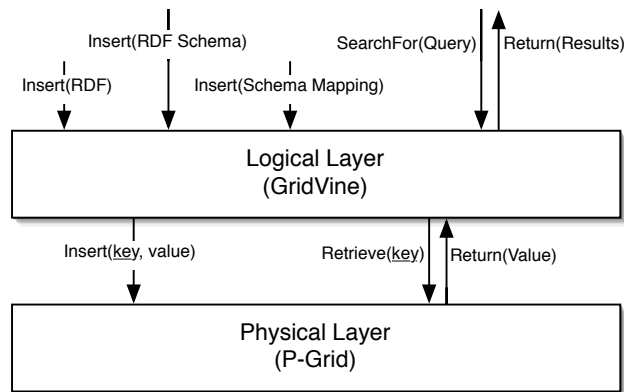 Insert(RDF Schema)
SearchFor(Query)
Return(Results)
Insert(RDF)
Insert(Schema Mapping)
Logical Layer
(GridVine)
Insert(key, value)
Retrieve(key)
Return(Value)
Physical Layer
(P-Grid)